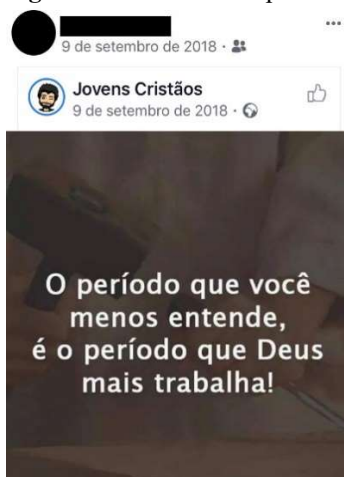 9 de setembro de 2018
Jovens Cristãos
9 de setembro de 2018
O período que você
menos entende,
é o período que Deus
mais trabalha!